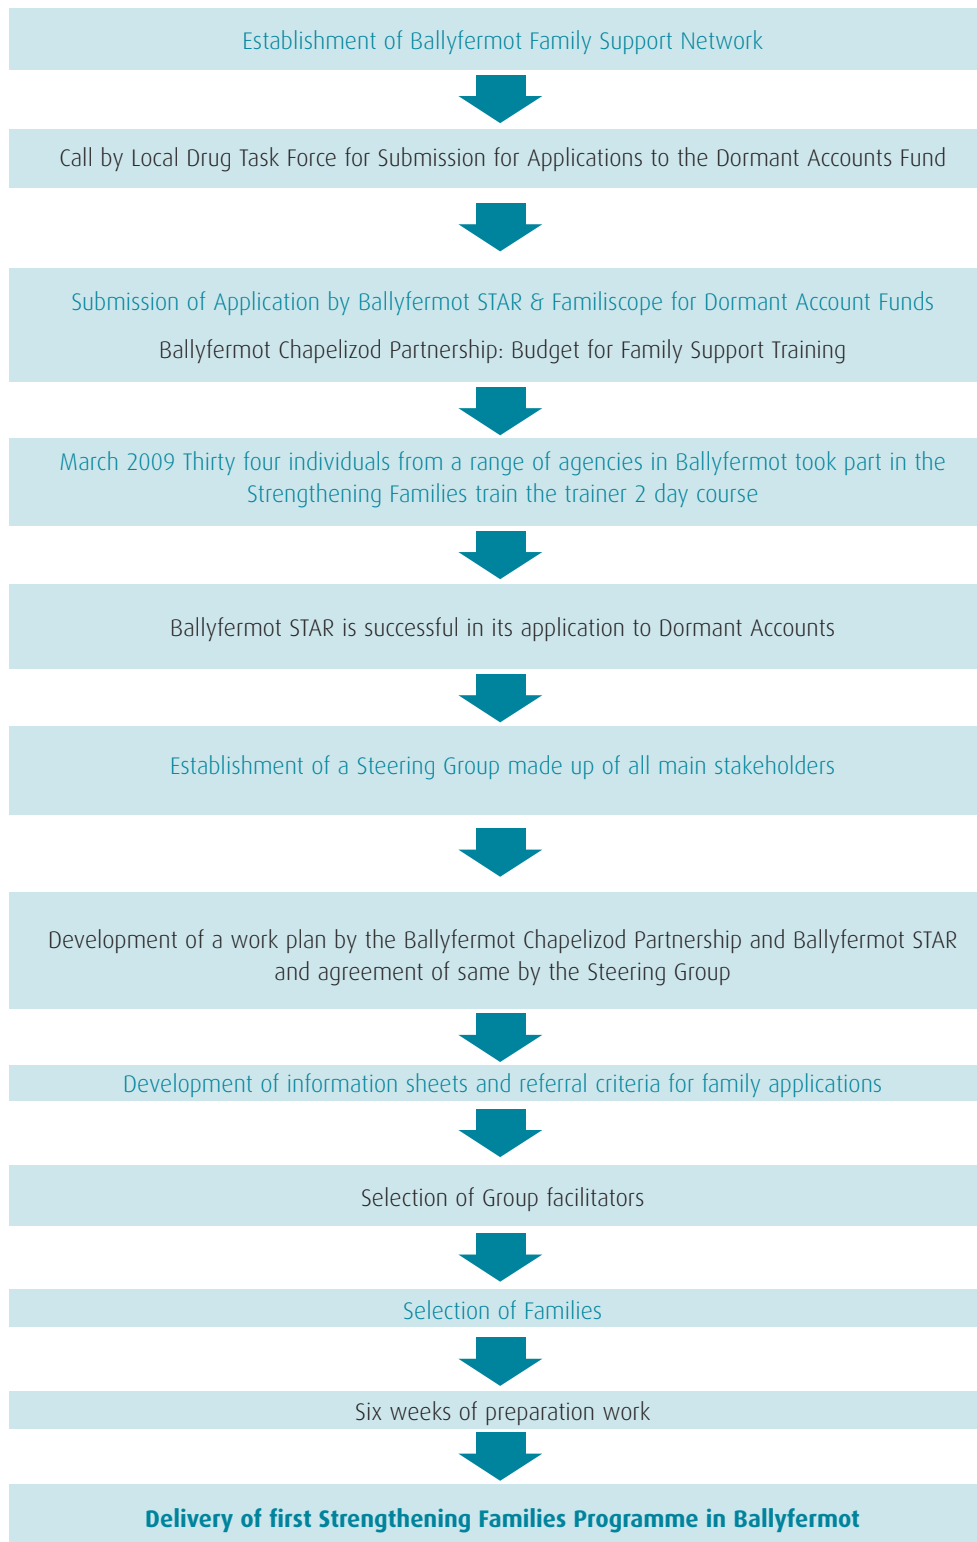 Establishment of Ballyfermot Family Support Network
Call by Local Drug Task Force for Submission for Applications to the Dormant Accounts Fund
Submission of Application by Ballyfermot STAR & Familiscope for Dormant Account Funds
Ballyfermot Chapelizod Partnership: Budget for Family Support Training
March 2009 Thirty four individuals from a range of agencies in Ballyfermot took part in the
Strengthening Families train the trainer 2 day course
Ballyfermot STAR is successful in its application to Dormant Accounts
Establishment of a Steering Group made up of all main stakeholders
Development of a work plan by the Ballyfermot Chapelizod Partnership and Ballyfermot STAR
and agreement of same by the Steering Group
Development of information sheets and referral criteria for family applications
Selection of Group facilitators
Selection of Families
Six weeks of preparation work
Delivery of first Strengthening Families Programme in Ballyfermot